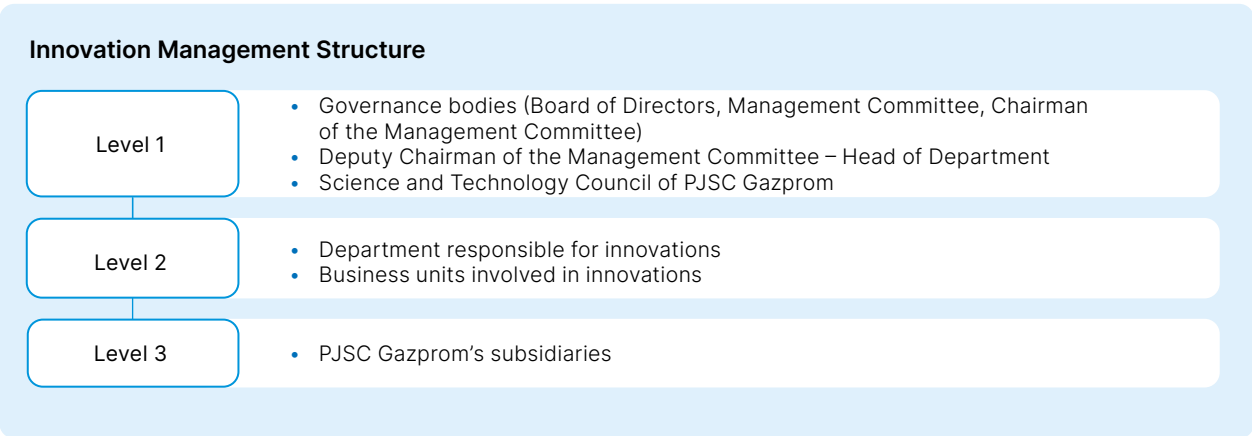 Innovation Management Structure
Level 1
• Governance bodies (Board of Directors, Management Committee, Chairman
of the Management Committee)
• Deputy Chairman of the Management Committee – Head of Department
• Science and Technology Council of PJSC Gazprom
Level 2
• Department responsible for innovations
• Business units involved in innovations
Level 3
• PJSC Gazprom’s subsidiaries